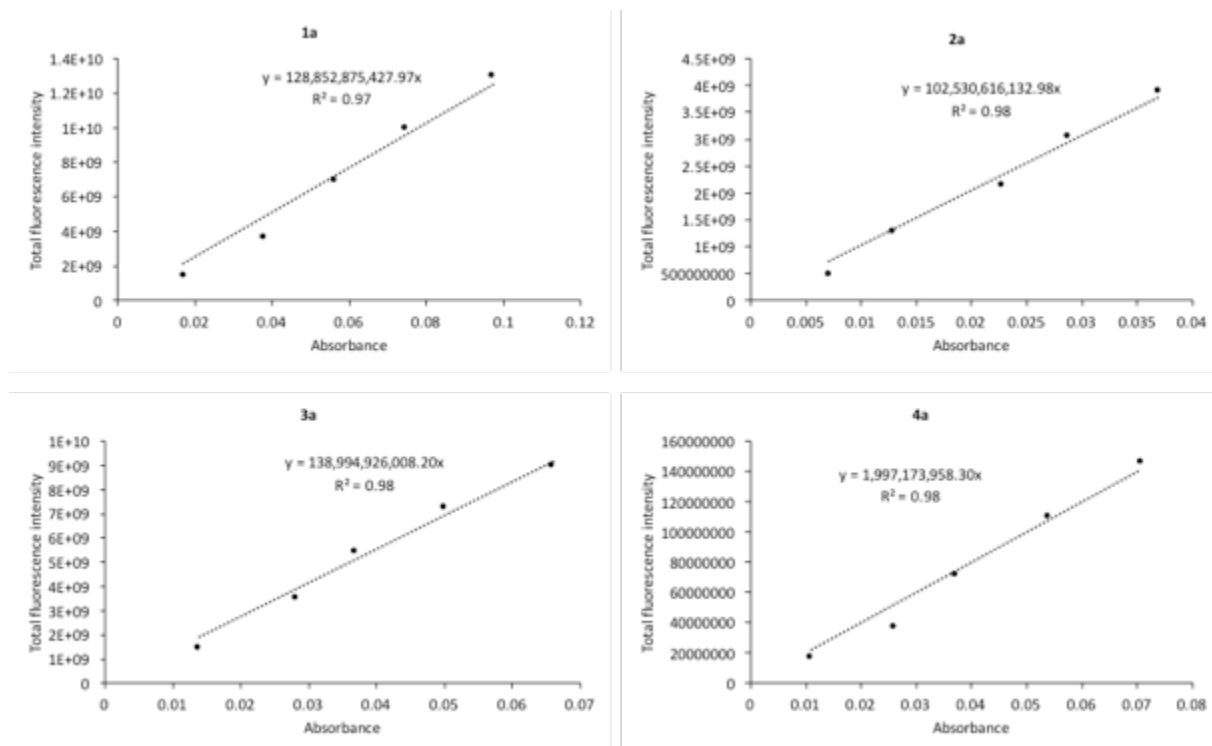 1a
y = 128,852,875,427.97x
R² = 0.97
Total fluorescence intensity
1.4E+10
1.2E+10
1E+10
8E+09
6E+09
4E+09
2E+09
0
0 0.02 0.04 0.06 0.08 0.1 0.12
Absorbance
2a
y = 102,530,616,132.98x
R² = 0.98
Total fluorescence intensity
4.5E+09
4E+09
3.5E+09
3E+09
2.5E+09
2E+09
1.5E+09
1E+09
500000000
0
0 0.005 0.01 0.015 0.02 0.025 0.03 0.035 0.04
Absorbance
3a
y = 138,994,926,008.20x
R² = 0.98
Total fluorescence intensity
1E+10
9E+09
8E+09
7E+09
6E+09
5E+09
4E+09
3E+09
2E+09
1E+09
0
0 0.01 0.02 0.03 0.04 0.05 0.06 0.07
Absorbance
4a
y = 1,997,173,958.30x
R² = 0.98
Total fluorescence intensity
160000000
140000000
120000000
100000000
80000000
60000000
40000000
20000000
0
0 0.01 0.02 0.03 0.04 0.05 0.06 0.07 0.08
Absorbance